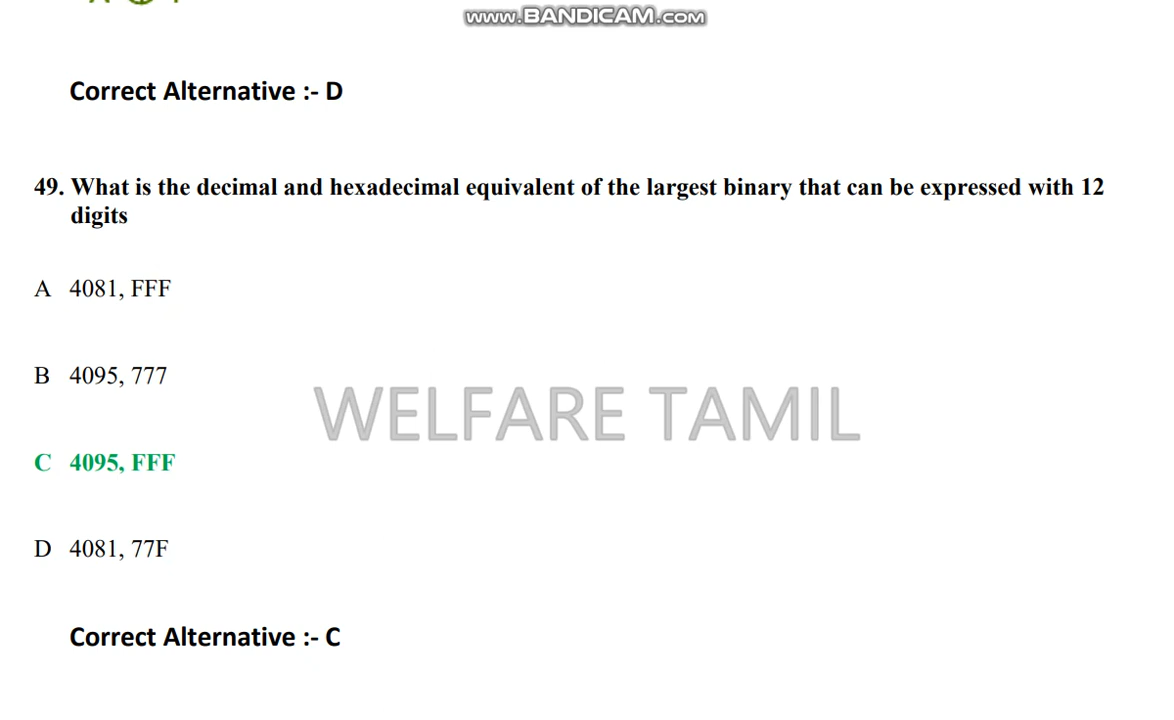 www.BANDICAM.COM
Correct Alternative :- D
49. What is the decimal and hexadecimal equivalent of the largest binary that can be expressed with 12
digits
A 4081, FFF
B 4095, 777
WELFARE TAMIL
C 4095, FFF
D 4081, 77F
Correct Alternative :- C